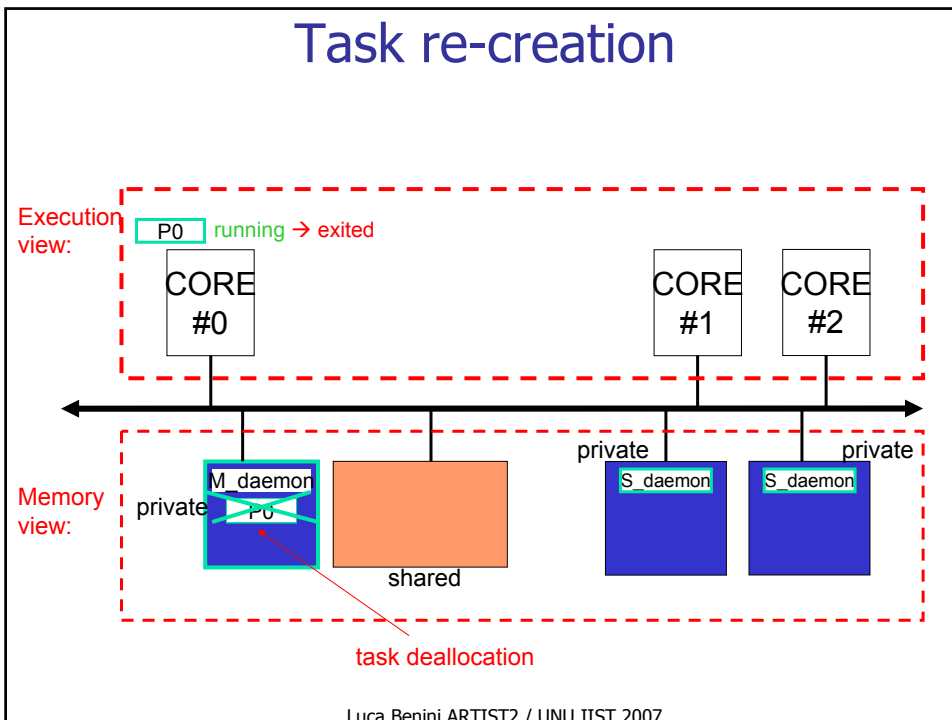 Task re-creation
Execution
view:
P0 running → exited
CORE
#0
CORE
#1
CORE
#2
Memory
view:
private
M_daemon
P0
shared
private
S_daemon
private
S_daemon
task deallocation
Luca Benini ARTIST2 / UNU IIST 2007